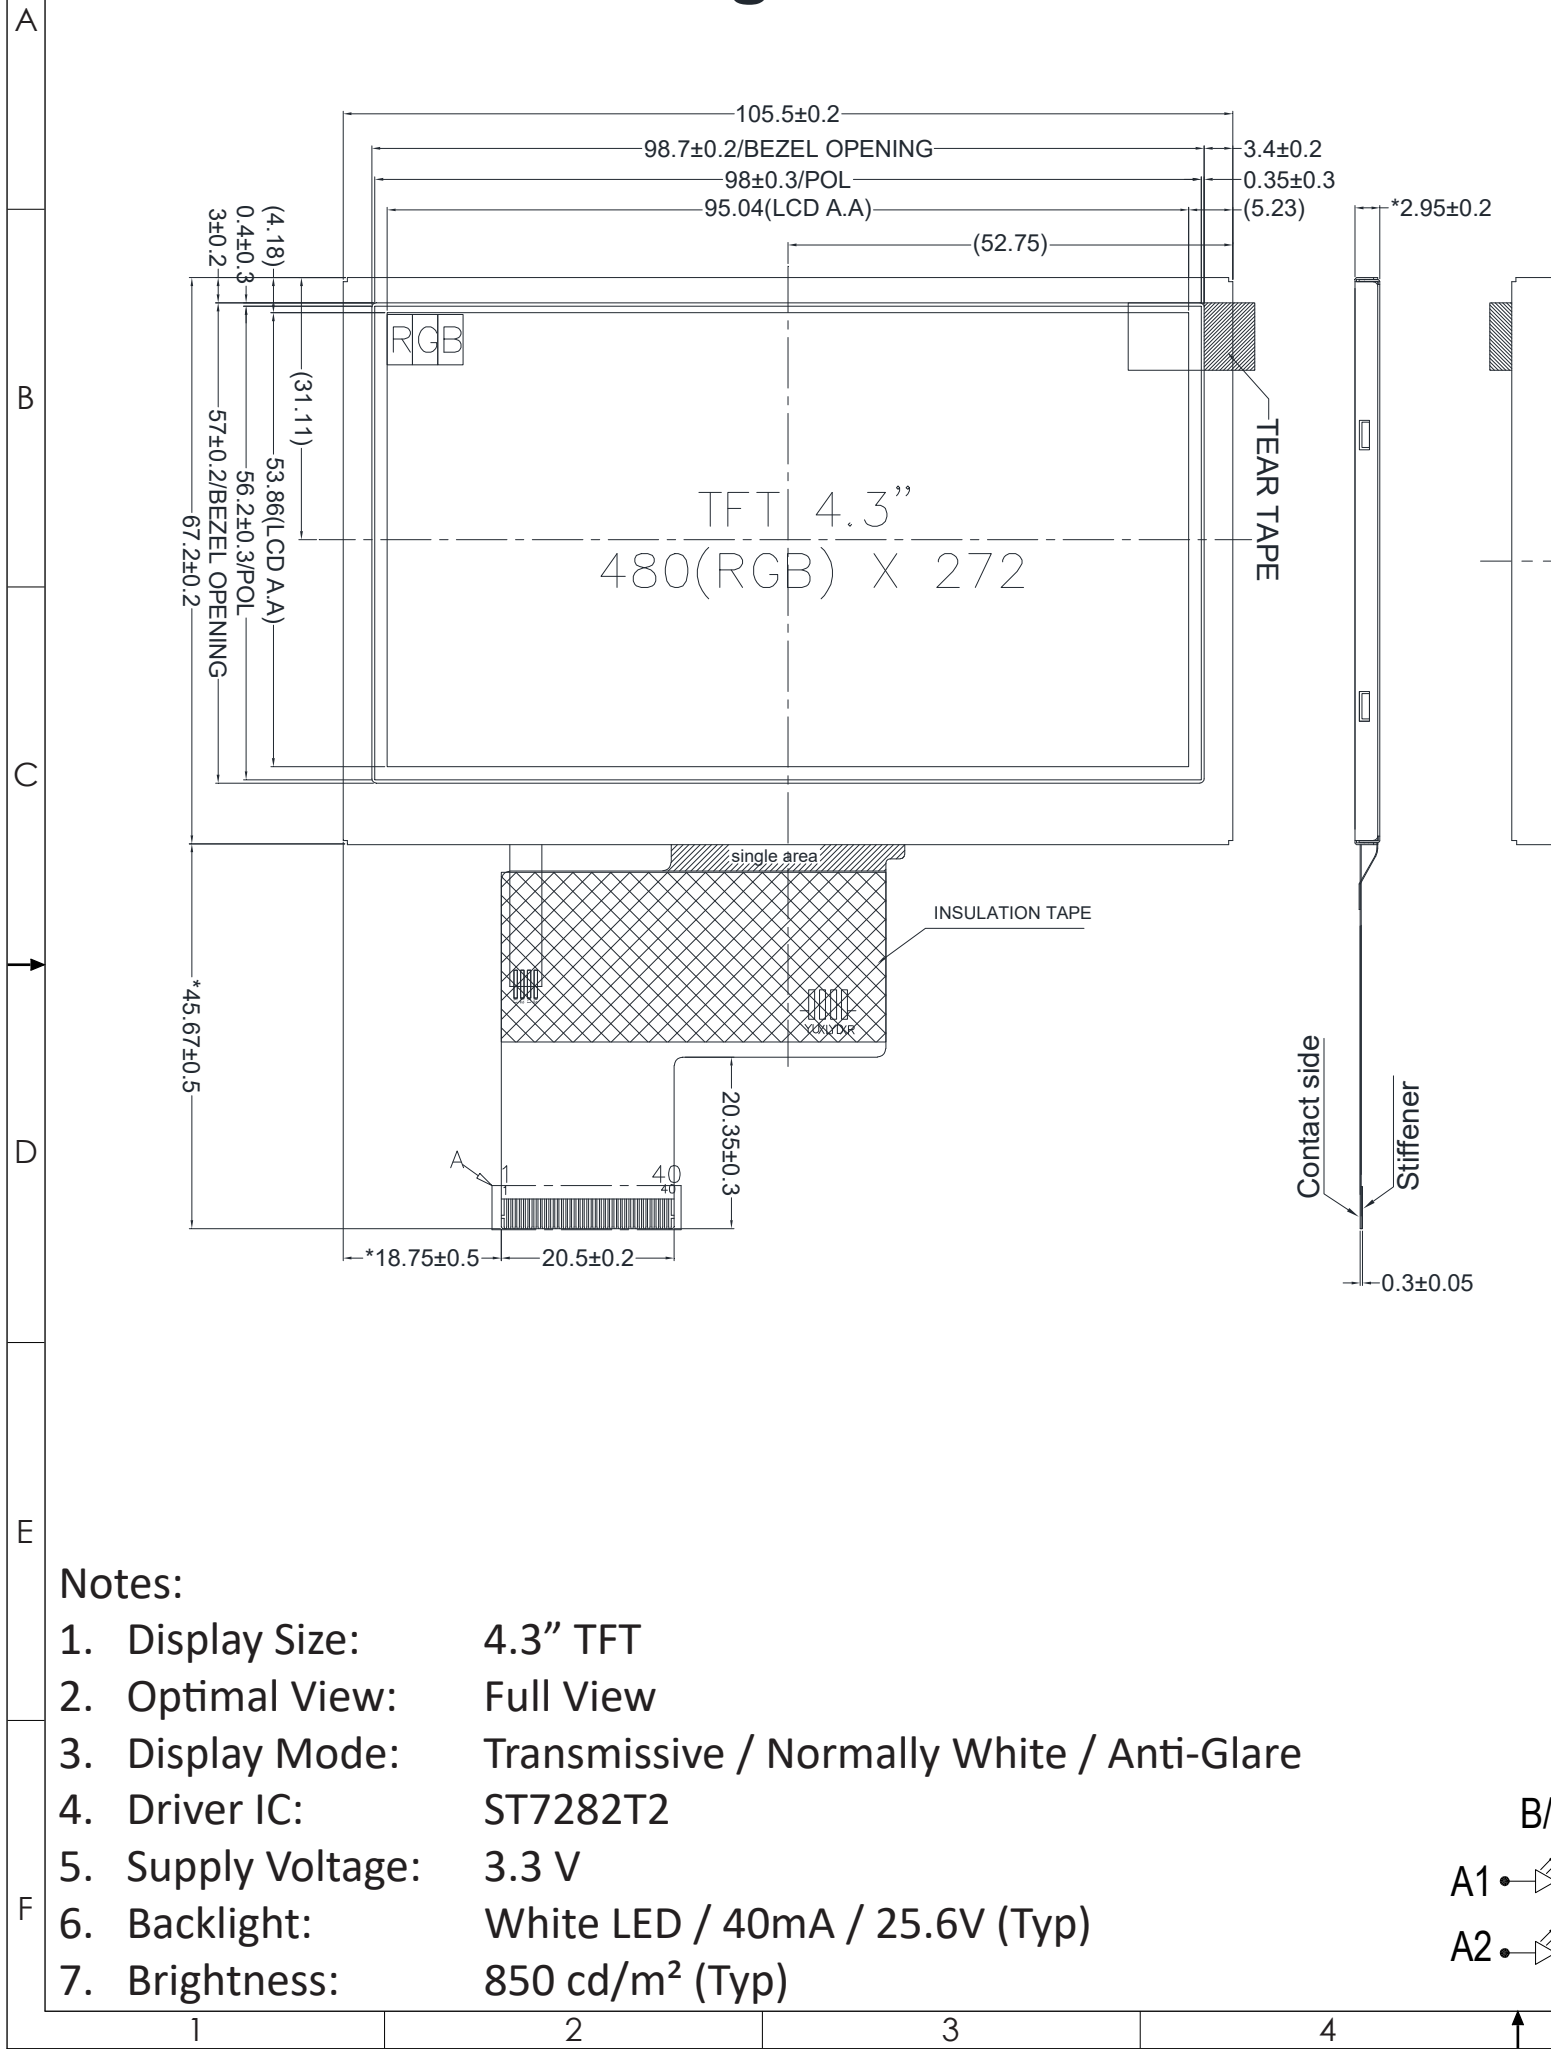 A
105.5±0.2
98.7±0.2/BEZEL OPENING
3.4±0.2
98±0.3/POL
0.35±0.3
95.04(LCD A.A)
(5.23)
*2.95±0.2
(52.75)
(4.18)
0.4±0.3
3±0.2
RGB
B
(31.11)
53.86(LCD A.A)
56.2±0.3/POL
57±0.2/BEZEL OPENING
67.2±0.2
TEAR TAPE
TFT 4.3”
480(RGB) X 272
C
single area
INSULATION TAPE
*45.67±0.5
20.35±0.3
Contact side
Stiffener
D
A
1
40
1
40
*18.75±0.5
20.5±0.2
0.3±0.05
E
Notes:
1. Display Size: 4.3” TFT
2. Optimal View: Full View
3. Display Mode: Transmissive / Normally White / Anti-Glare
4. Driver IC: ST7282T2
B/
5. Supply Voltage: 3.3 V
A1
F
6. Backlight: White LED / 40mA / 25.6V (Typ)
A2
7. Brightness: 850 cd/m² (Typ)
1
2
3
4